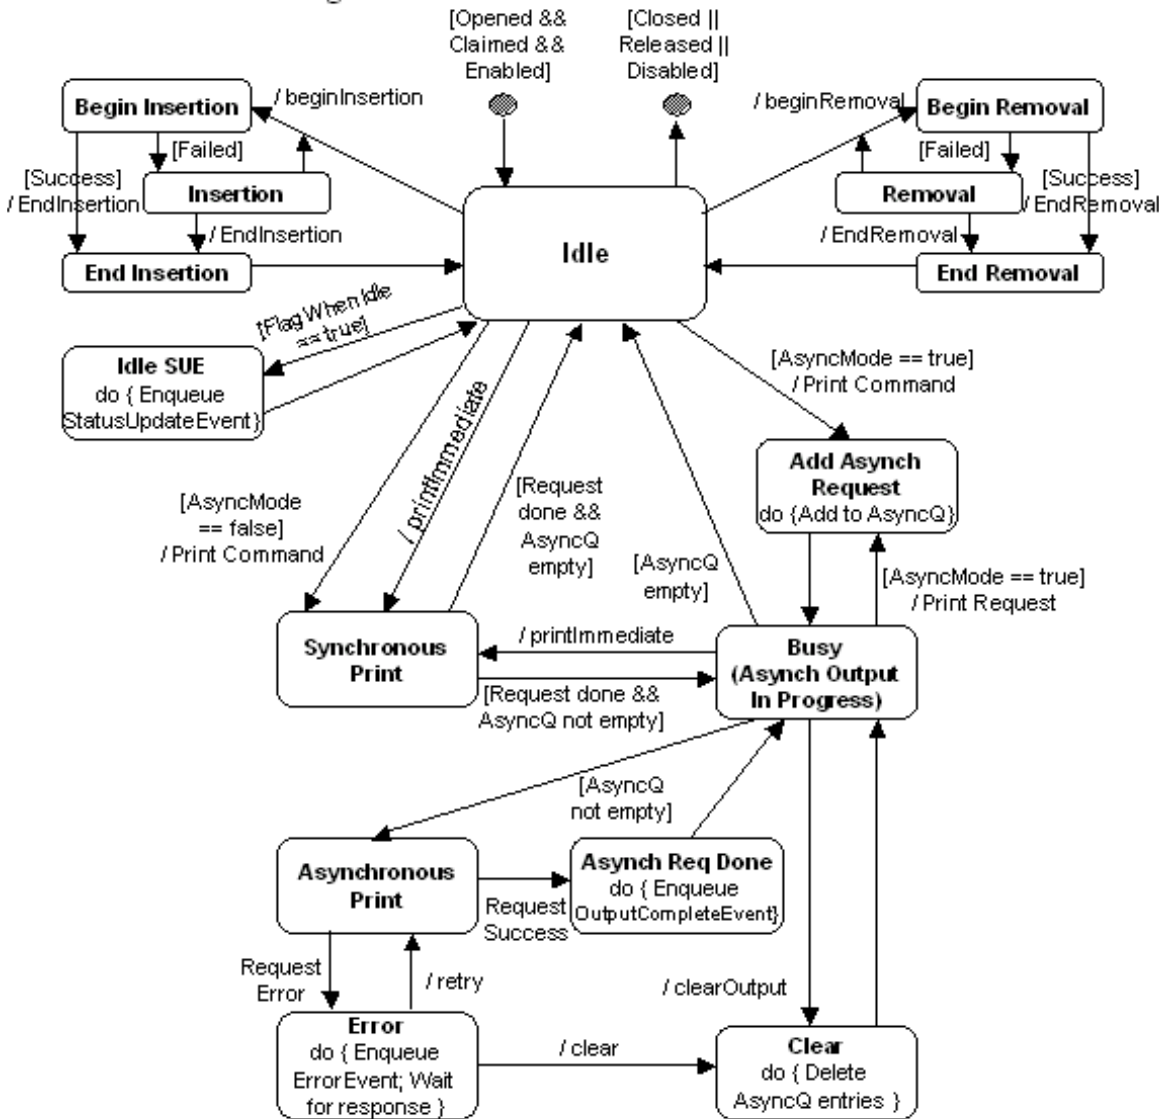 [Opened &&
Claimed &&
Enabled]
[Closed ||
Released ||
Disabled]
Begin Insertion
/ beginInsertion
/ beginRemoval
Begin Removal
[Failed]
[Failed]
[Success]
/ EndInsertion
Insertion
Removal
[Success]
/ EndRemoval
/ EndInsertion
/ EndRemoval
Idle
End Insertion
End Removal
[FlagWhenIdle
== true]
Idle SUE
do { Enqueue
StatusUpdateEvent}
[AsyncMode == true]
/ Print Command
/ printImmediate
Add Asynch
Request
do {Add to AsyncQ}
[AsyncMode
== false]
/ Print Command
[Request
done &&
AsyncQ
empty]
[AsyncQ
empty]
[AsyncMode == true]
/ Print Request
Synchronous
Print
/ printImmediate
Busy
(Asynch Output
In Progress)
[Request done &&
AsyncQ not empty]
[AsyncQ
not empty]
Asynchronous
Print
Asynch Req Done
do { Enqueue
OutputCompleteEvent}
Request
Success
Request
Error
/ retry
/ clearOutput
Error
do { Enqueue
ErrorEvent; Wait
for response }
/ clear
Clear
do { Delete
AsyncQ entries }